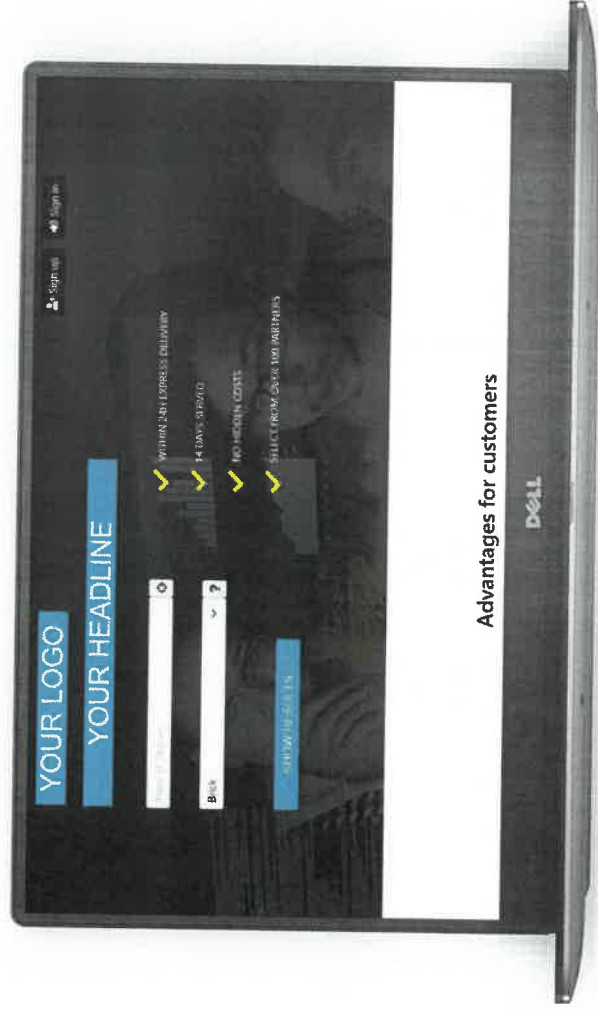 YOUR LOGO
Sign up
Sign in
YOUR HEADLINE
WITHIN 24H EXPRESS DELIVERY
14 DAYS SERVED
Brick
?
NO HIDDEN COSTS
SELECT FROM OVER 100 PARTNERS
SHOW RESULTS
Advantages for customers
DELL